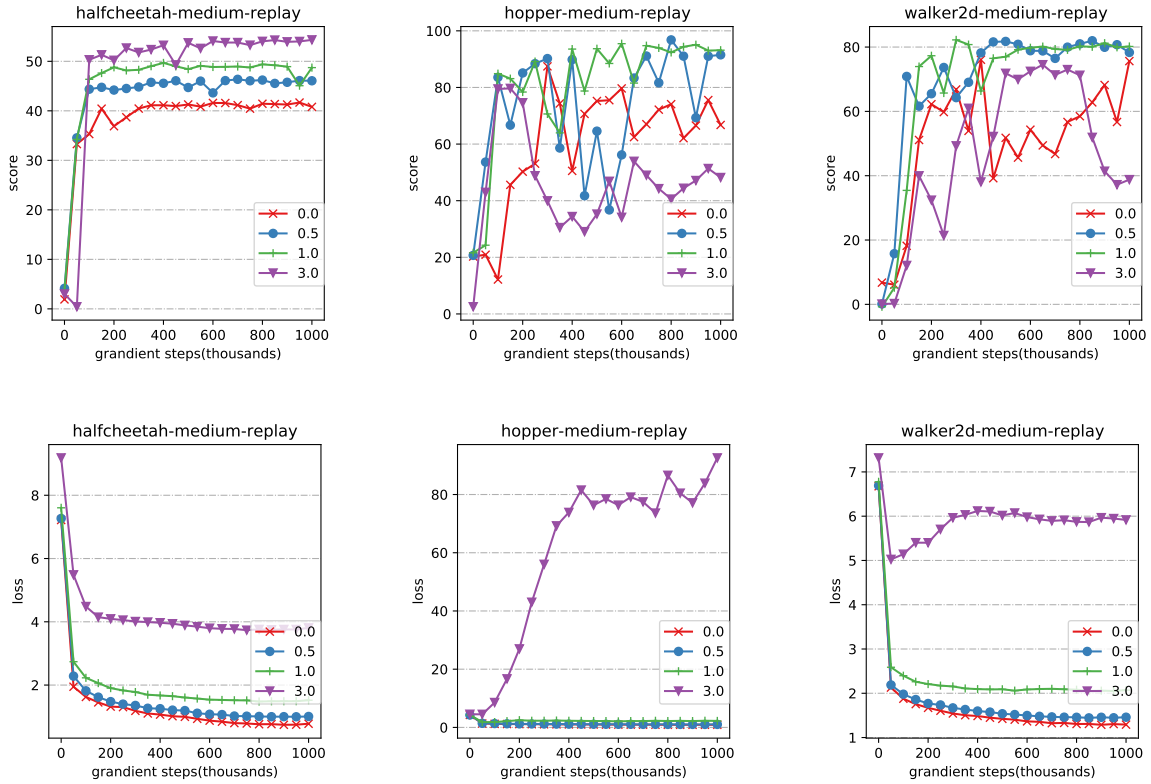 halfcheetah-medium-replay
hopper-medium-replay
walker2d-medium-replay
50
40
30
20
10
0
score
0.0
0.5
1.0
3.0
0 200 400 600 800 1000
grandient steps(thousands)
100
80
60
40
20
0
score
0.0
0.5
1.0
3.0
0 200 400 600 800 1000
grandient steps(thousands)
80
60
40
20
0
score
0.0
0.5
1.0
3.0
0 200 400 600 800 1000
grandient steps(thousands)
halfcheetah-medium-replay
hopper-medium-replay
walker2d-medium-replay
8
6
4
2
loss
0.0
0.5
1.0
3.0
0 200 400 600 800 1000
grandient steps(thousands)
80
60
40
20
0
loss
0.0
0.5
1.0
3.0
0 200 400 600 800 1000
grandient steps(thousands)
7
6
5
4
3
2
1
loss
0.0
0.5
1.0
3.0
0 200 400 600 800 1000
grandient steps(thousands)